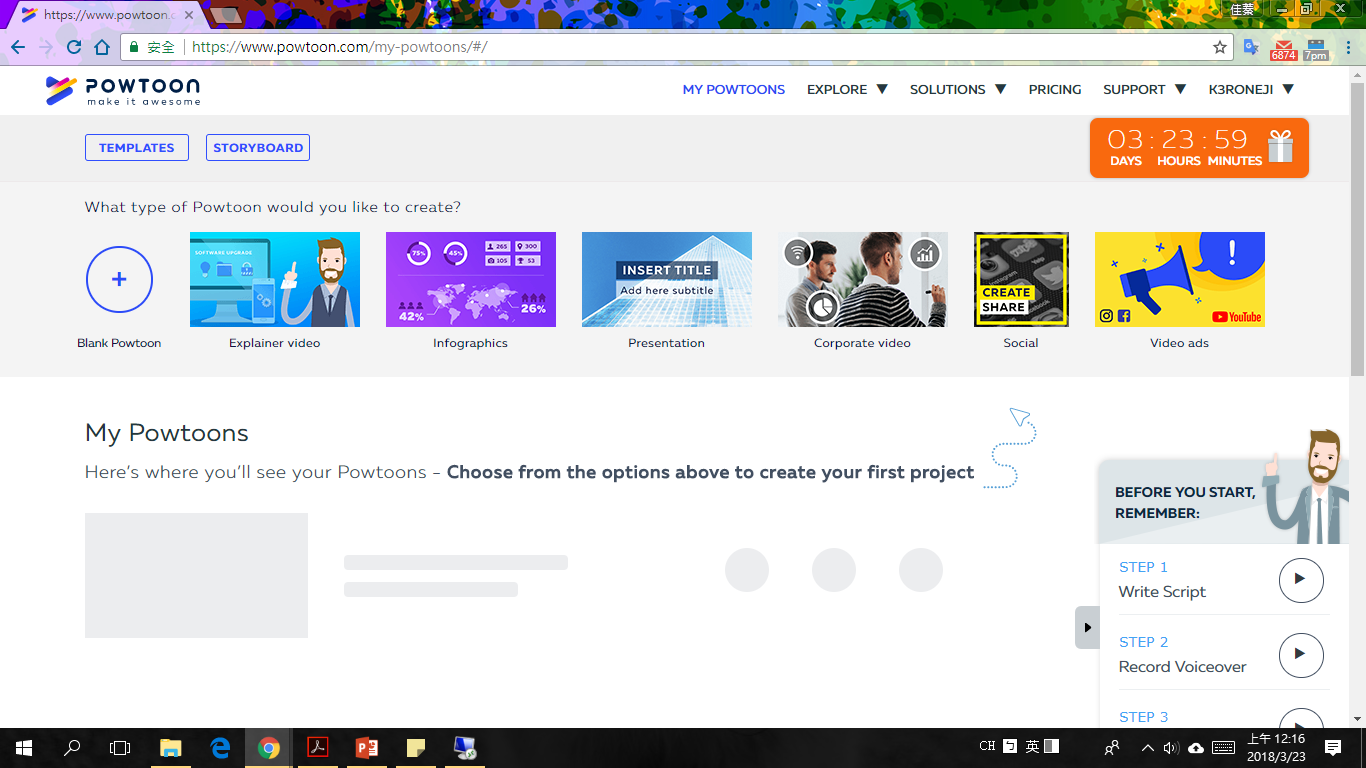 https://www.powtoon.c
佳蓁
安全
https://www.powtoon.com/my-powtoons/#/
6874
7pm
POWTOON
make it awesome
MY POWTOONS
EXPLORE
SOLUTIONS
PRICING
SUPPORT
K3RONEJI
TEMPLATES
STORYBOARD
03 : 23 : 59
DAYS HOURS MINUTES
What type of Powtoon would you like to create?
SOFTWARE UPGRADE
75%
45%
265
300
105
53
42%
26%
INSERT TITLE
Add here subtitle
Instagram
Yelp
CREATE
SHARE
!
YouTube
Blank Powtoon
Explainer video
Infographics
Presentation
Corporate video
Social
Video ads
My Powtoons
Here's where you'll see your Powtoons - Choose from the options above to create your first project
BEFORE YOU START,
REMEMBER:
STEP 1
Write Script
STEP 2
Record Voiceover
STEP 3
CH
英
上午 12:16
2018/3/23